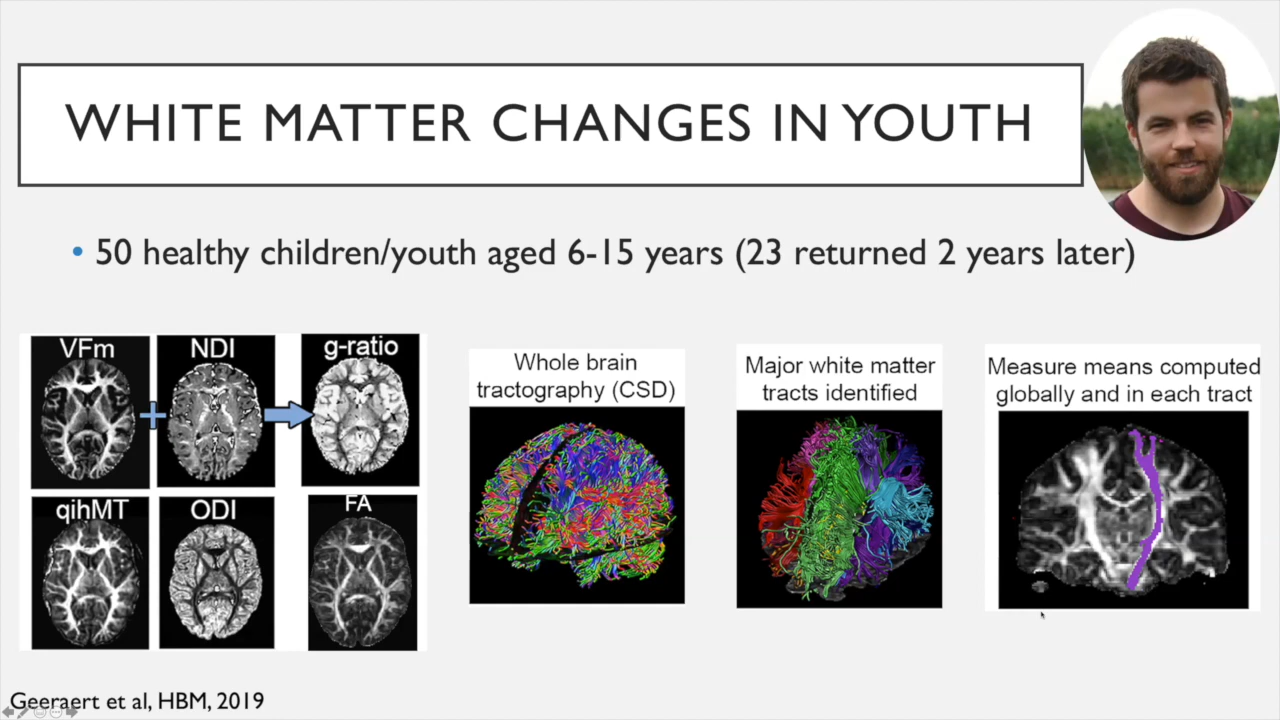 WHITE MATTER CHANGES IN YOUTH
• 50 healthy children/youth aged 6-15 years (23 returned 2 years later)
VFm
NDI
g-ratio
qihMT
ODI
FA
Whole brain
tractography (CSD)
Major white matter
tracts identified
Measure means computed
globally and in each tract
Geeraert et al, HBM, 2019